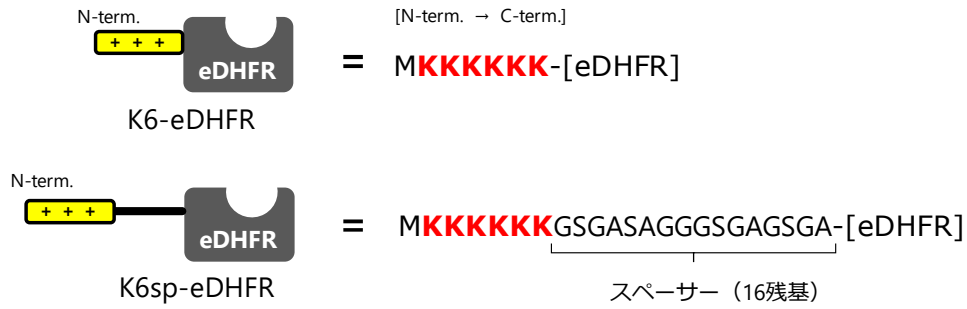 N-term.
+ + +
eDHFR
K6-eDHFR
=
[N-term. → C-term.]
MKKKKKK-[eDHFR]
N-term.
+ + +
eDHFR
K6sp-eDHFR
=
MKKKKKKGSGASAGGGSGAGSGA-[eDHFR]
スペーサー（16残基）